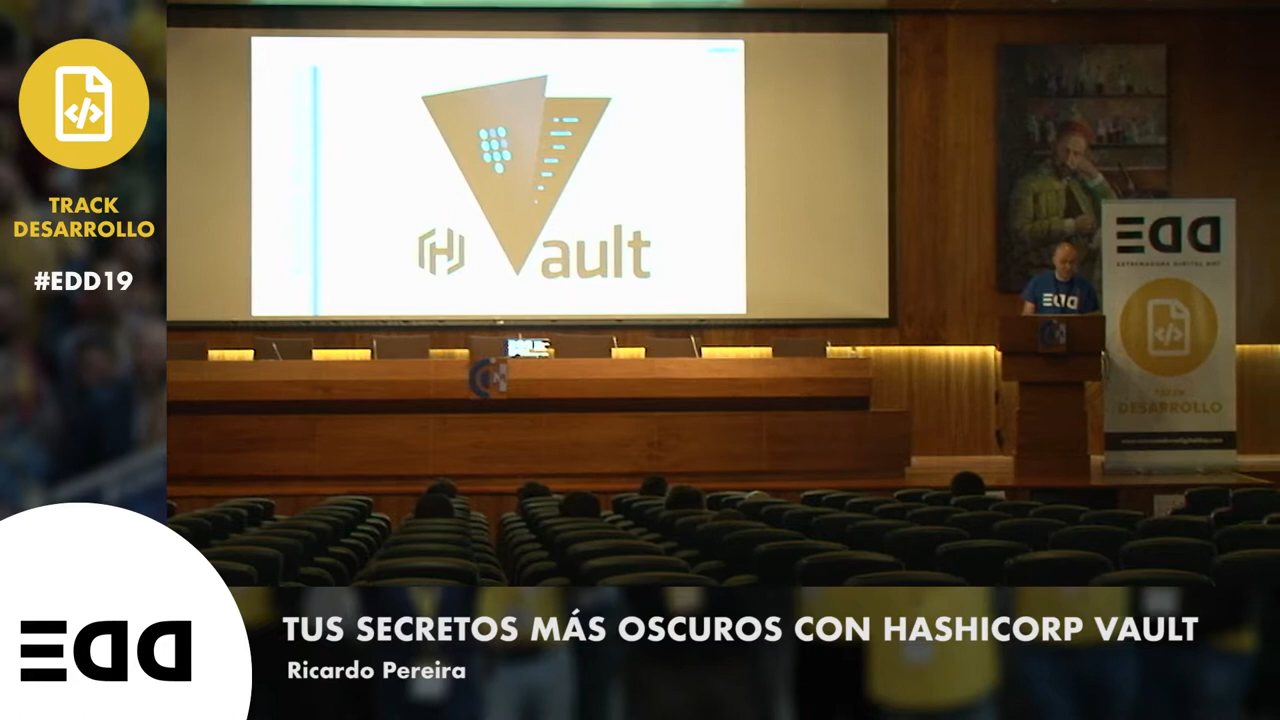 TRACK
DESARROLLO
#EDD19
Vault
EDD
EDD
EXTREMADURA DIGITAL DAY
TRACK
DESARROLLO
EDD
TUS SECRETOS MÁS OSCUROS CON HASHICORP VAULT
Ricardo Pereira